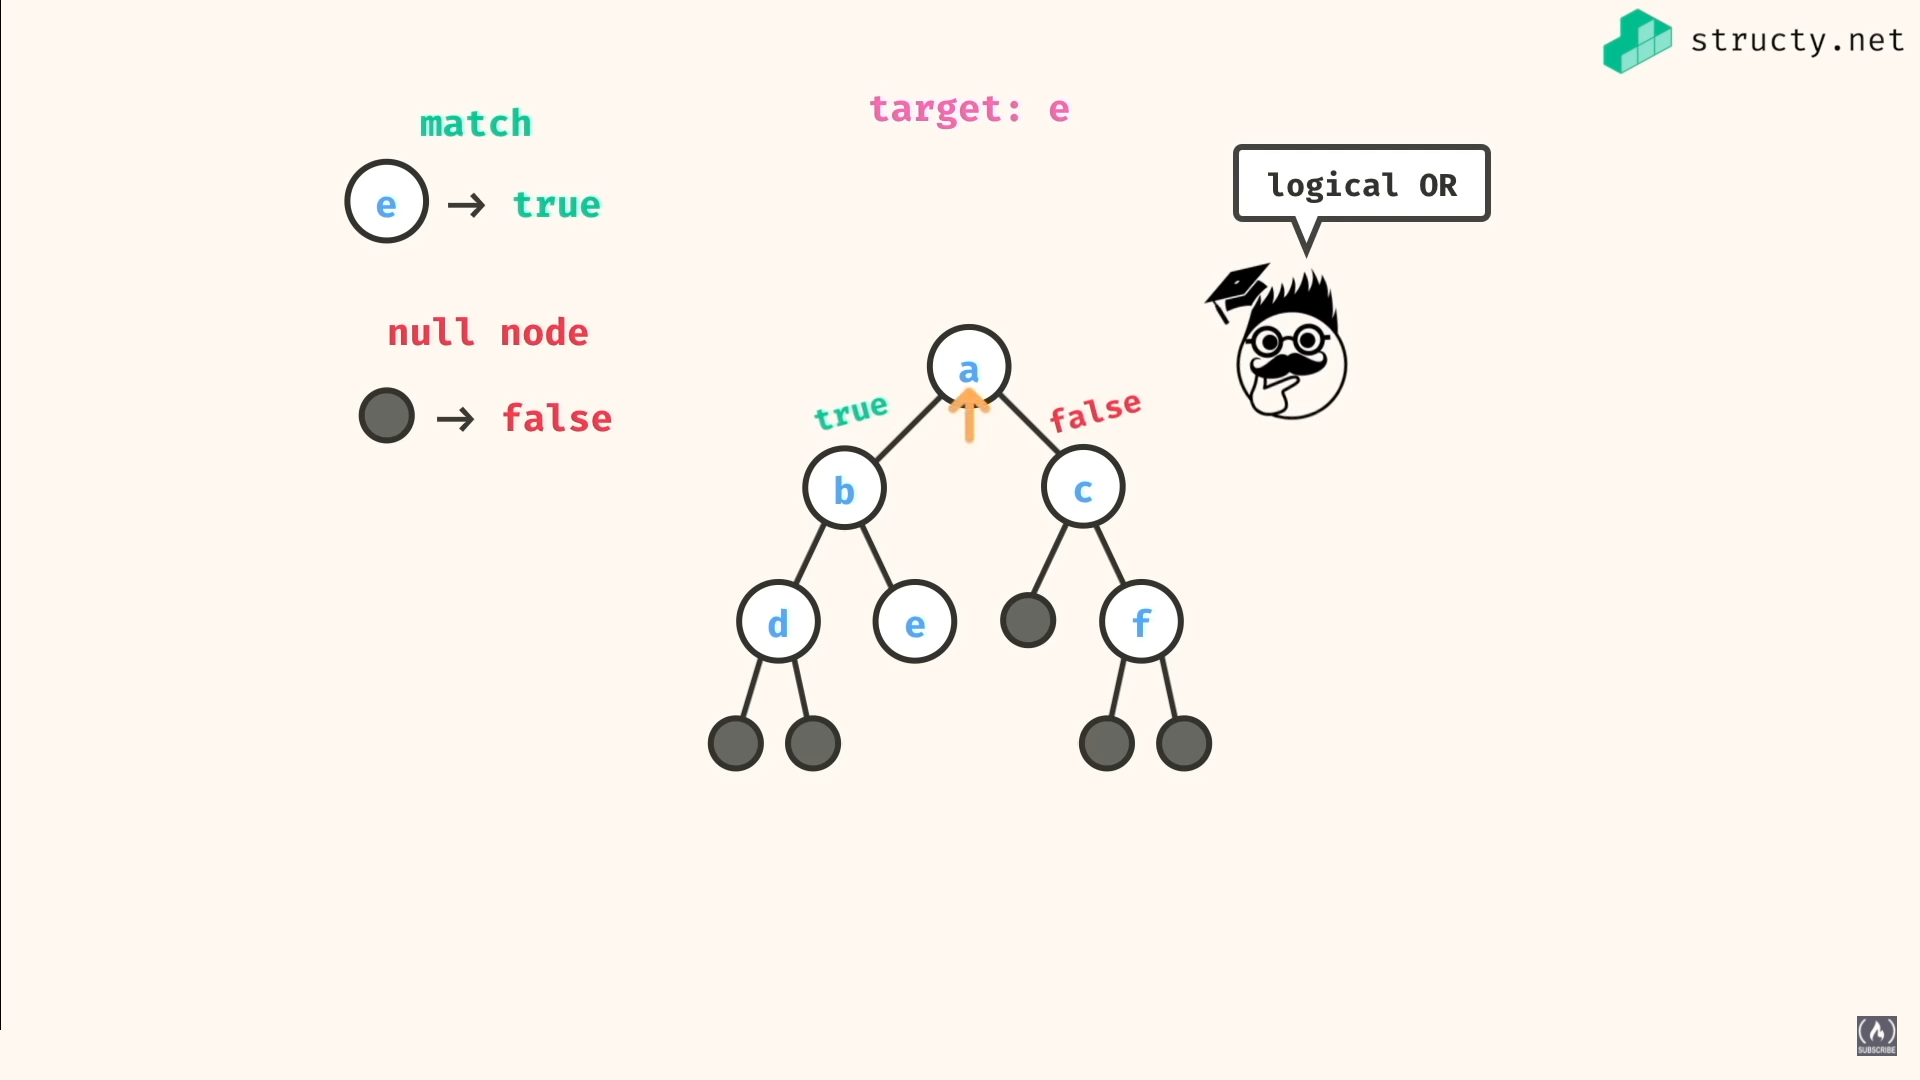 structy.net
match
target: e
e → true
logical OR
null node
→ false
a
true
false
b
c
d
e
f
SUBSCRIBE